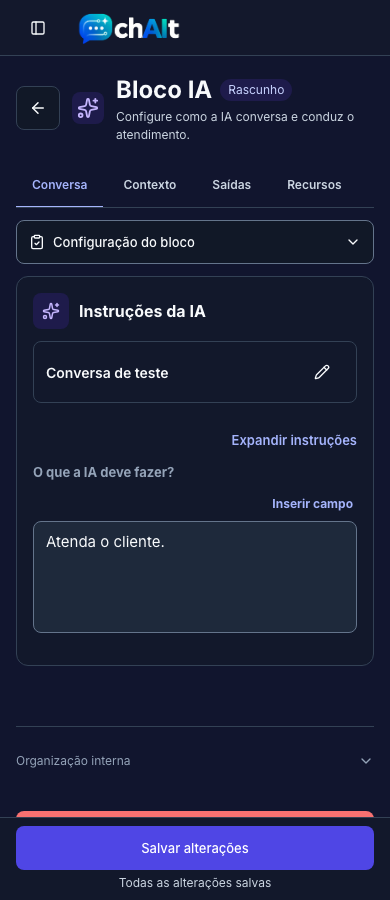 chAIt
Bloco IA
Rascunho
Configure como a IA conversa e conduz o
atendimento.
Conversa
Contexto
Saídas
Recursos
Configuração do bloco
Instruções da IA
Conversa de teste
Expandir instruções
O que a IA deve fazer?
Inserir campo
Atenda o cliente.
Organização interna
Salvar alterações
Todas as alterações salvas